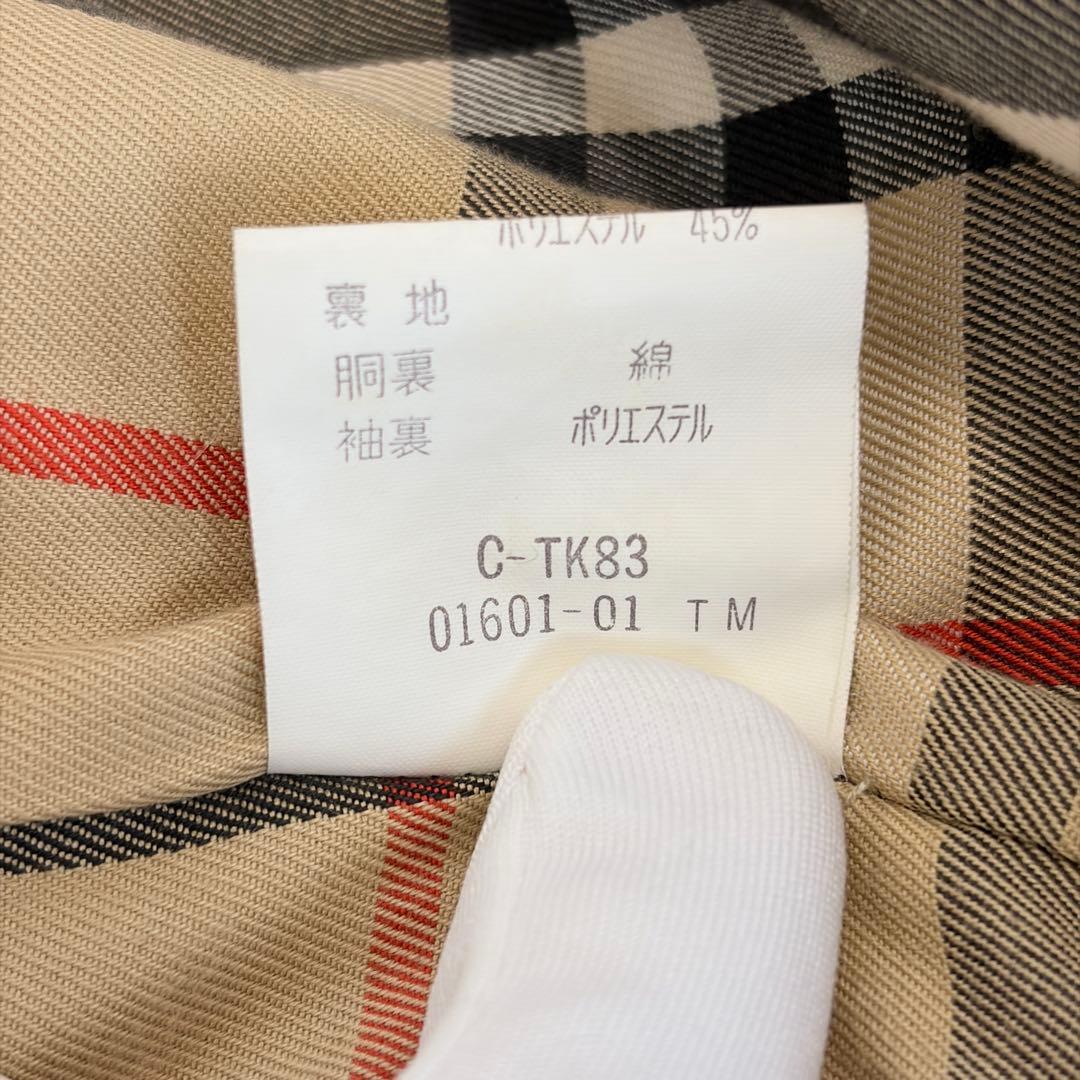 ポリエステル 45%
裏地
胴裏 綿
袖裏 ポリエステル
C-TK83
01601-01 TM